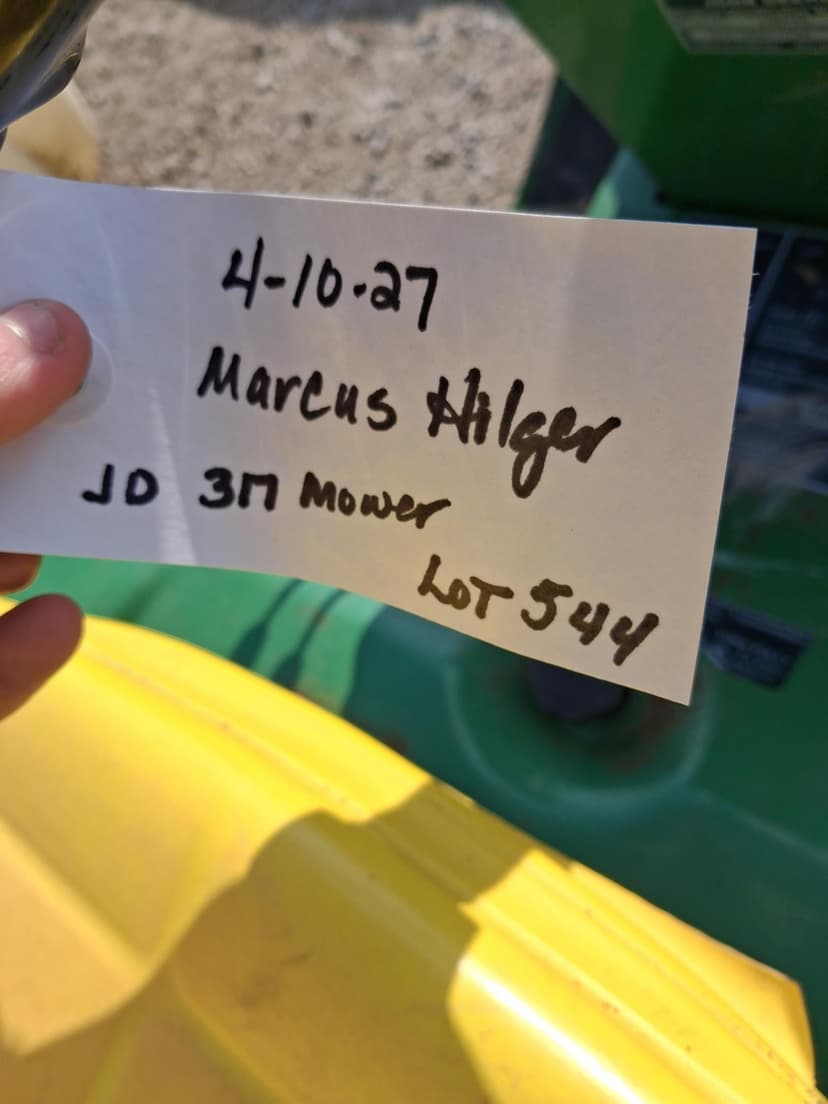 4-10-27
Marcus Hilger
JD 317 Mower
LOT 544